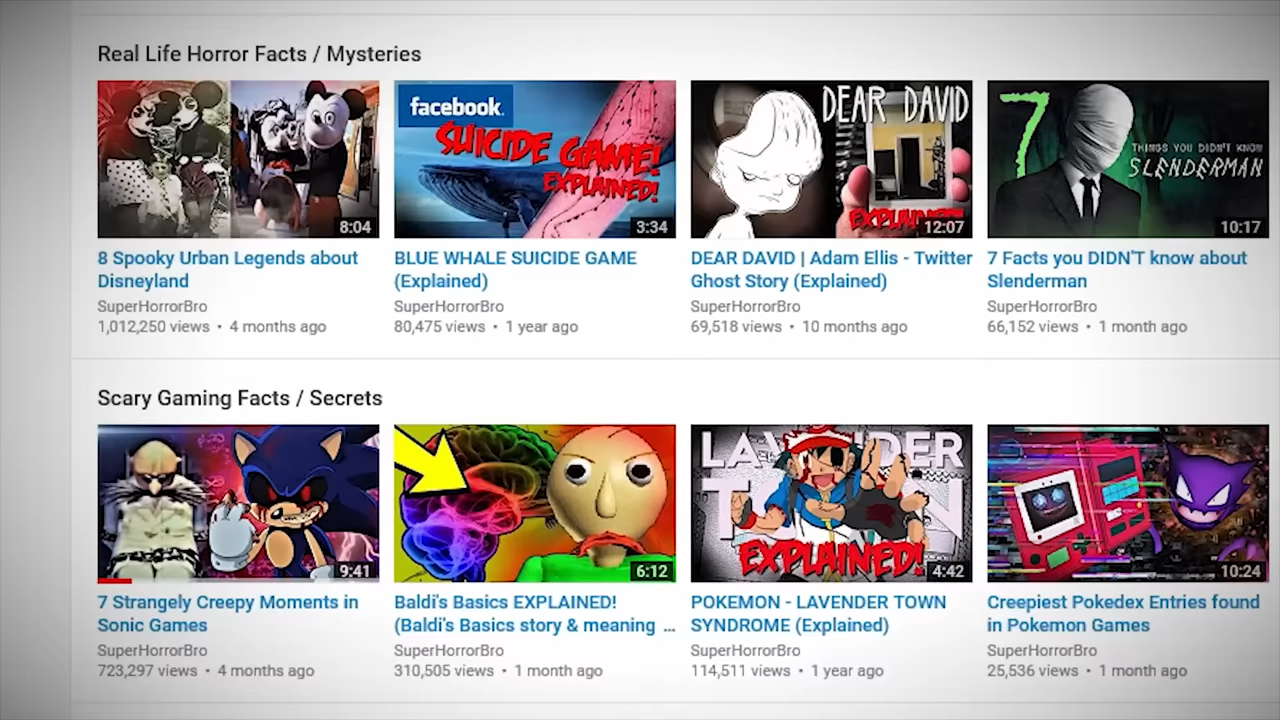 Real Life Horror Facts / Mysteries
facebook.
SUICIDE GAME!
EXPLAINED!
DEAR DAVID
EXPLAINED!
7
THINGS YOU DIDN'T KNOW
SLENDERMAN
8:04
3:34
12:07
10:17
8 Spooky Urban Legends about
Disneyland
SuperHorrorBro
1,012,250 views • 4 months ago
BLUE WHALE SUICIDE GAME
(Explained)
SuperHorrorBro
80,475 views • 1 year ago
DEAR DAVID | Adam Ellis - Twitter
Ghost Story (Explained)
SuperHorrorBro
69,518 views • 10 months ago
7 Facts you DIDN'T know about
Slenderman
SuperHorrorBro
66,152 views • 1 month ago
Scary Gaming Facts / Secrets
LAVENDER
TOWN
EXPLAINED!
9:41
6:12
4:42
10:24
7 Strangely Creepy Moments in
Sonic Games
SuperHorrorBro
723,297 views • 4 months ago
Baldi's Basics EXPLAINED!
(Baldi's Basics story & meaning ...
SuperHorrorBro
310,505 views • 1 month ago
POKEMON - LAVENDER TOWN
SYNDROME (Explained)
SuperHorrorBro
114,511 views • 1 year ago
Creepiest Pokedex Entries found
in Pokemon Games
SuperHorrorBro
25,536 views • 1 month ago